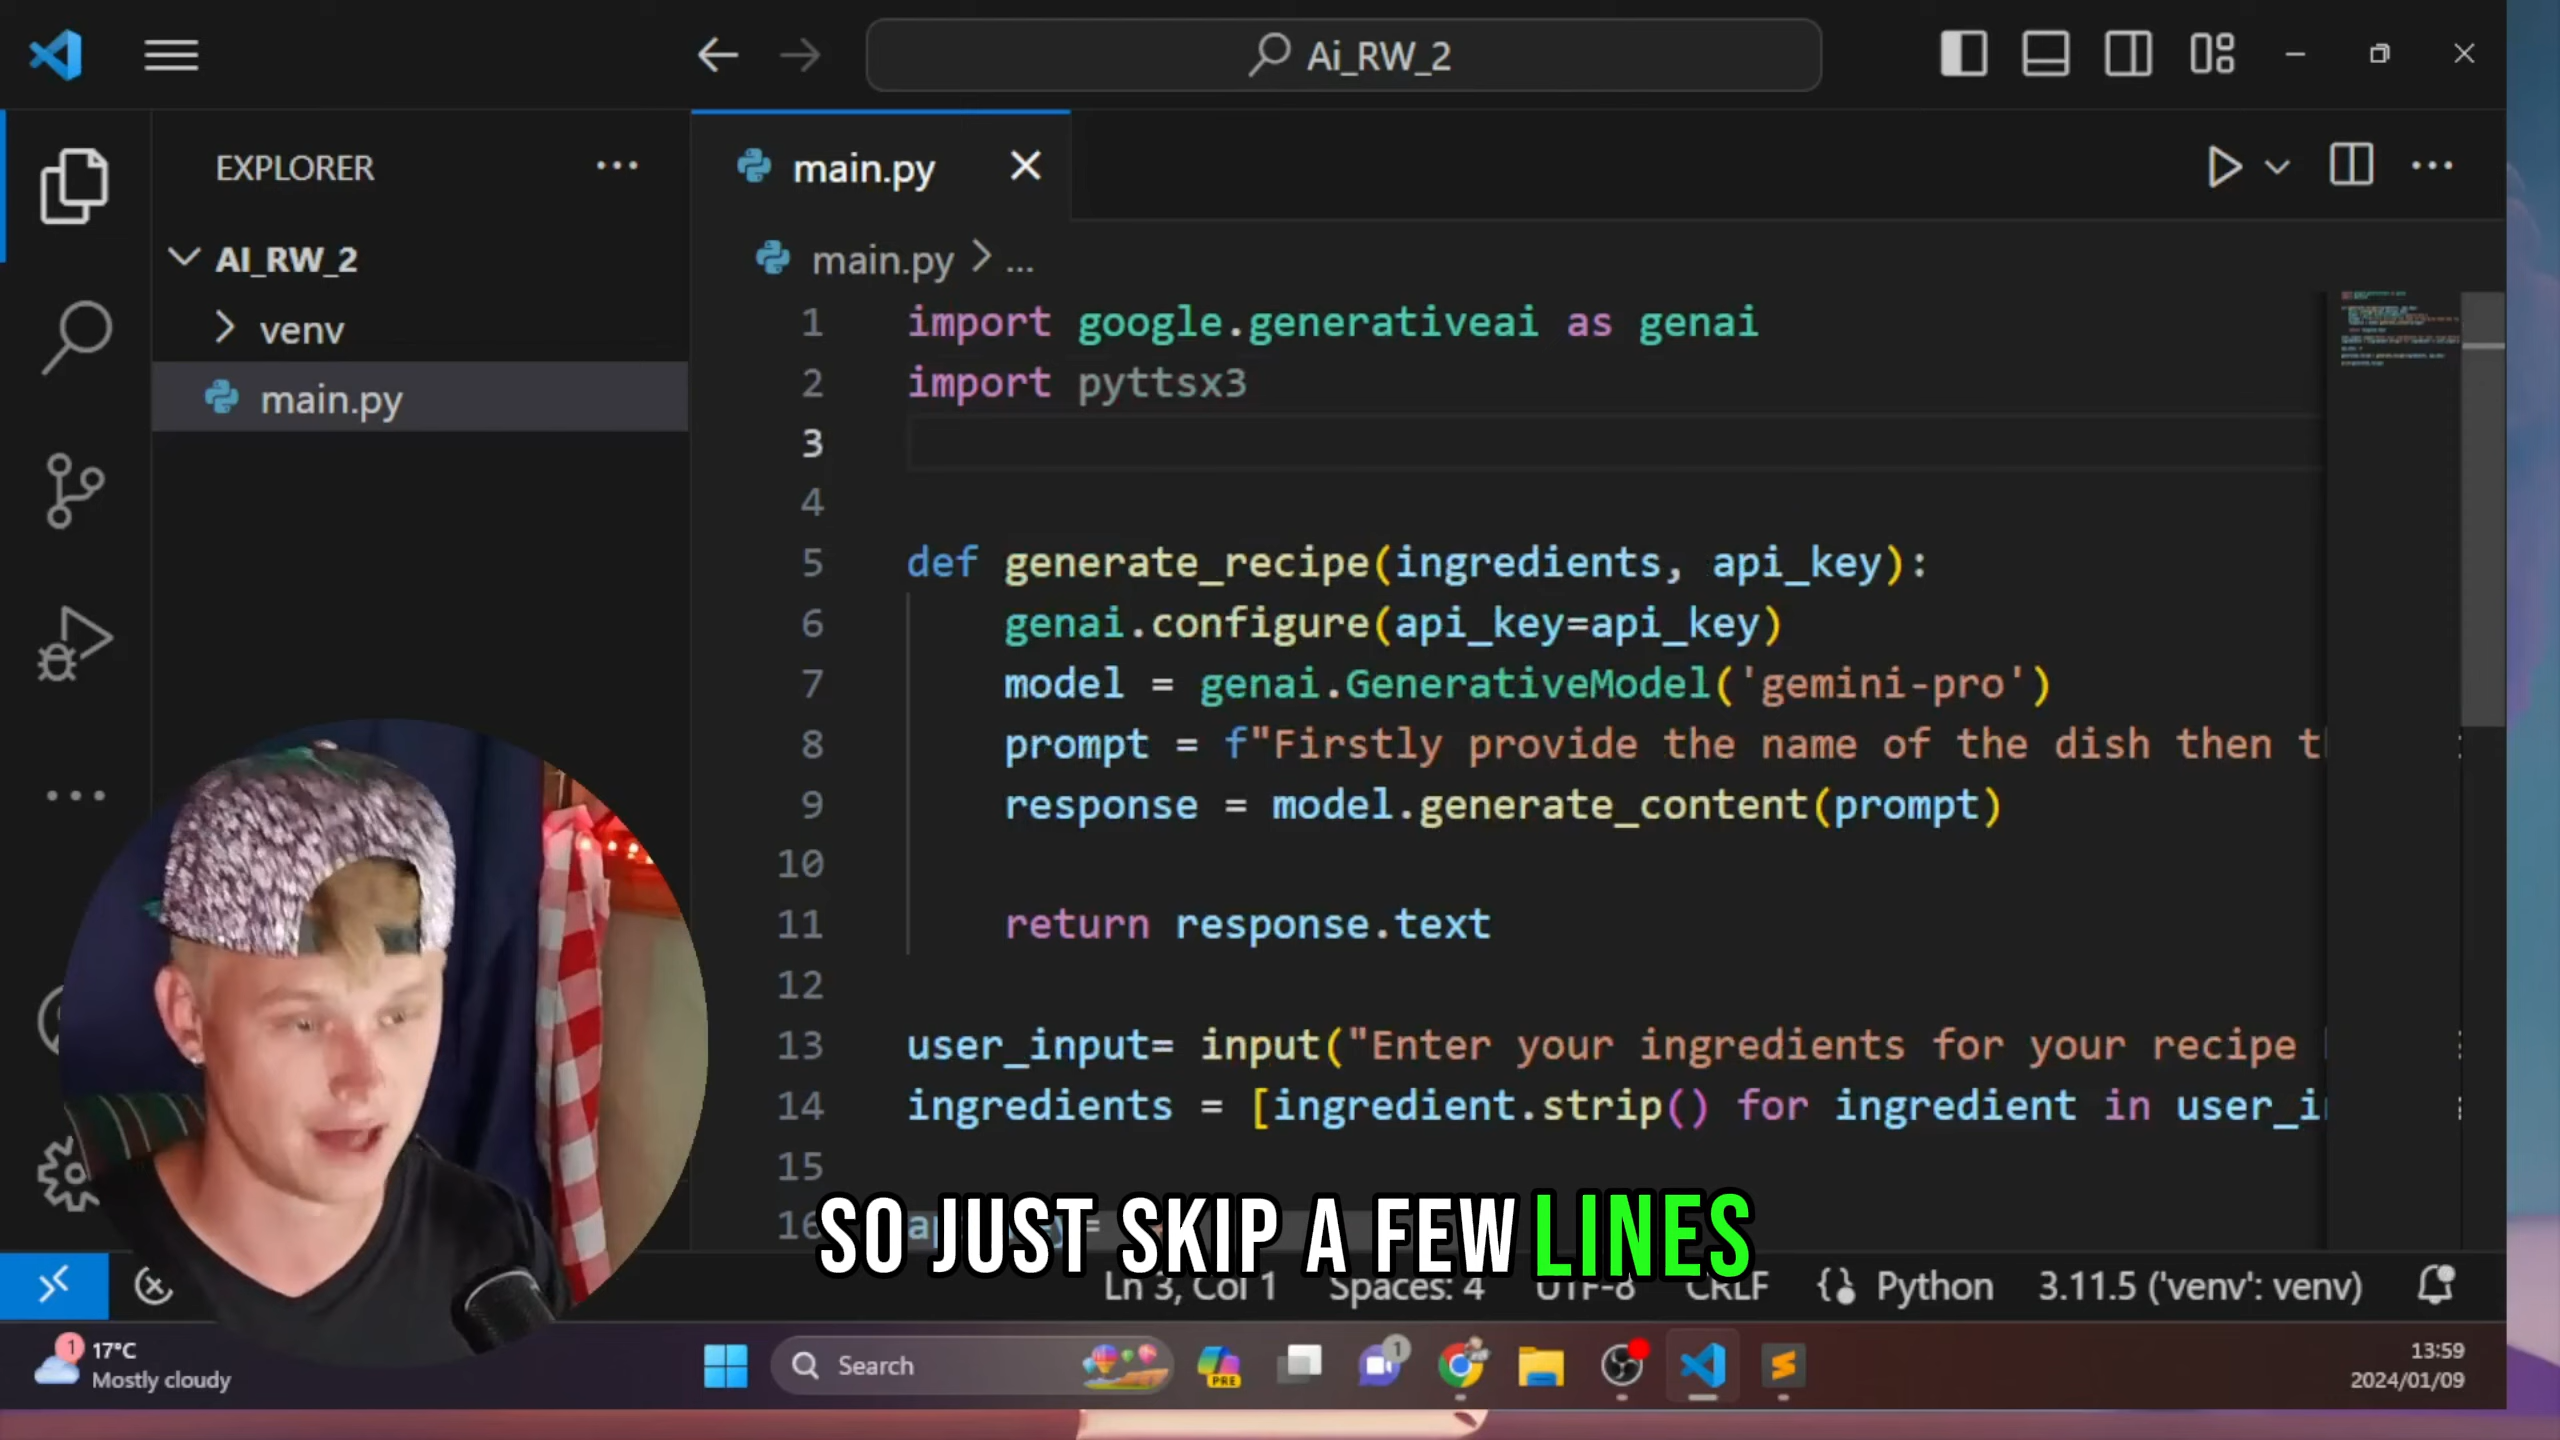 Ai_RW_2
EXPLORER
AI_RW_2
venv
main.py
main.py
main.py > ...
1 import google.generativeai as genai
2 import pyttsx3
3
4
5 def generate_recipe(ingredients, api_key):
6 genai.configure(api_key=api_key)
7 model = genai.GenerativeModel('gemini-pro')
8 prompt = f"Firstly provide the name of the dish then
9 response = model.generate_content(prompt)
10
11 return response.text
12
13 user_input= input("Enter your ingredients for your recipe
14 ingredients = [ingredient.strip() for ingredient in
15
16
SO JUST SKIP A FEW LINES
Ln 3, Col 1 Spaces: 4 UTF-8 CRLF Python 3.11.5 ('venv': venv)
1
17°C
Mostly cloudy
Search
PRE
1
13:59
2024/01/09